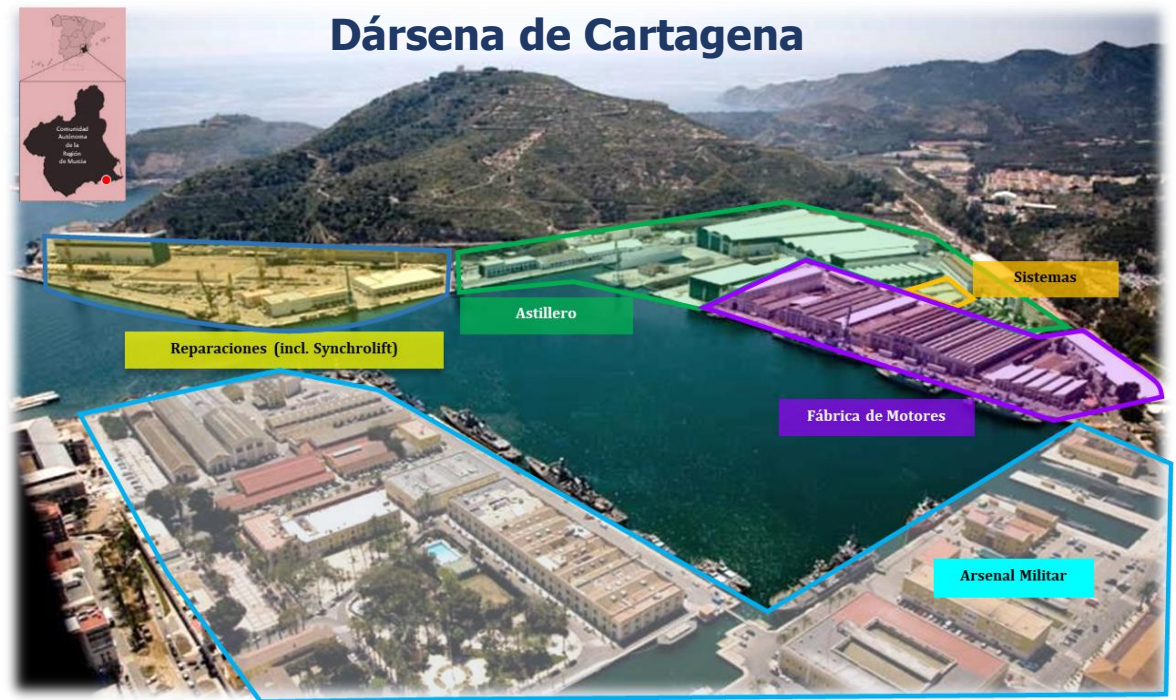 Dársena de Cartagena
Comunidad
Autónoma
de la
Región
de Murcia
Sistemas
Astillero
Reparaciones (incl. Synchrolift)
Fábrica de Motores
Arsenal Militar